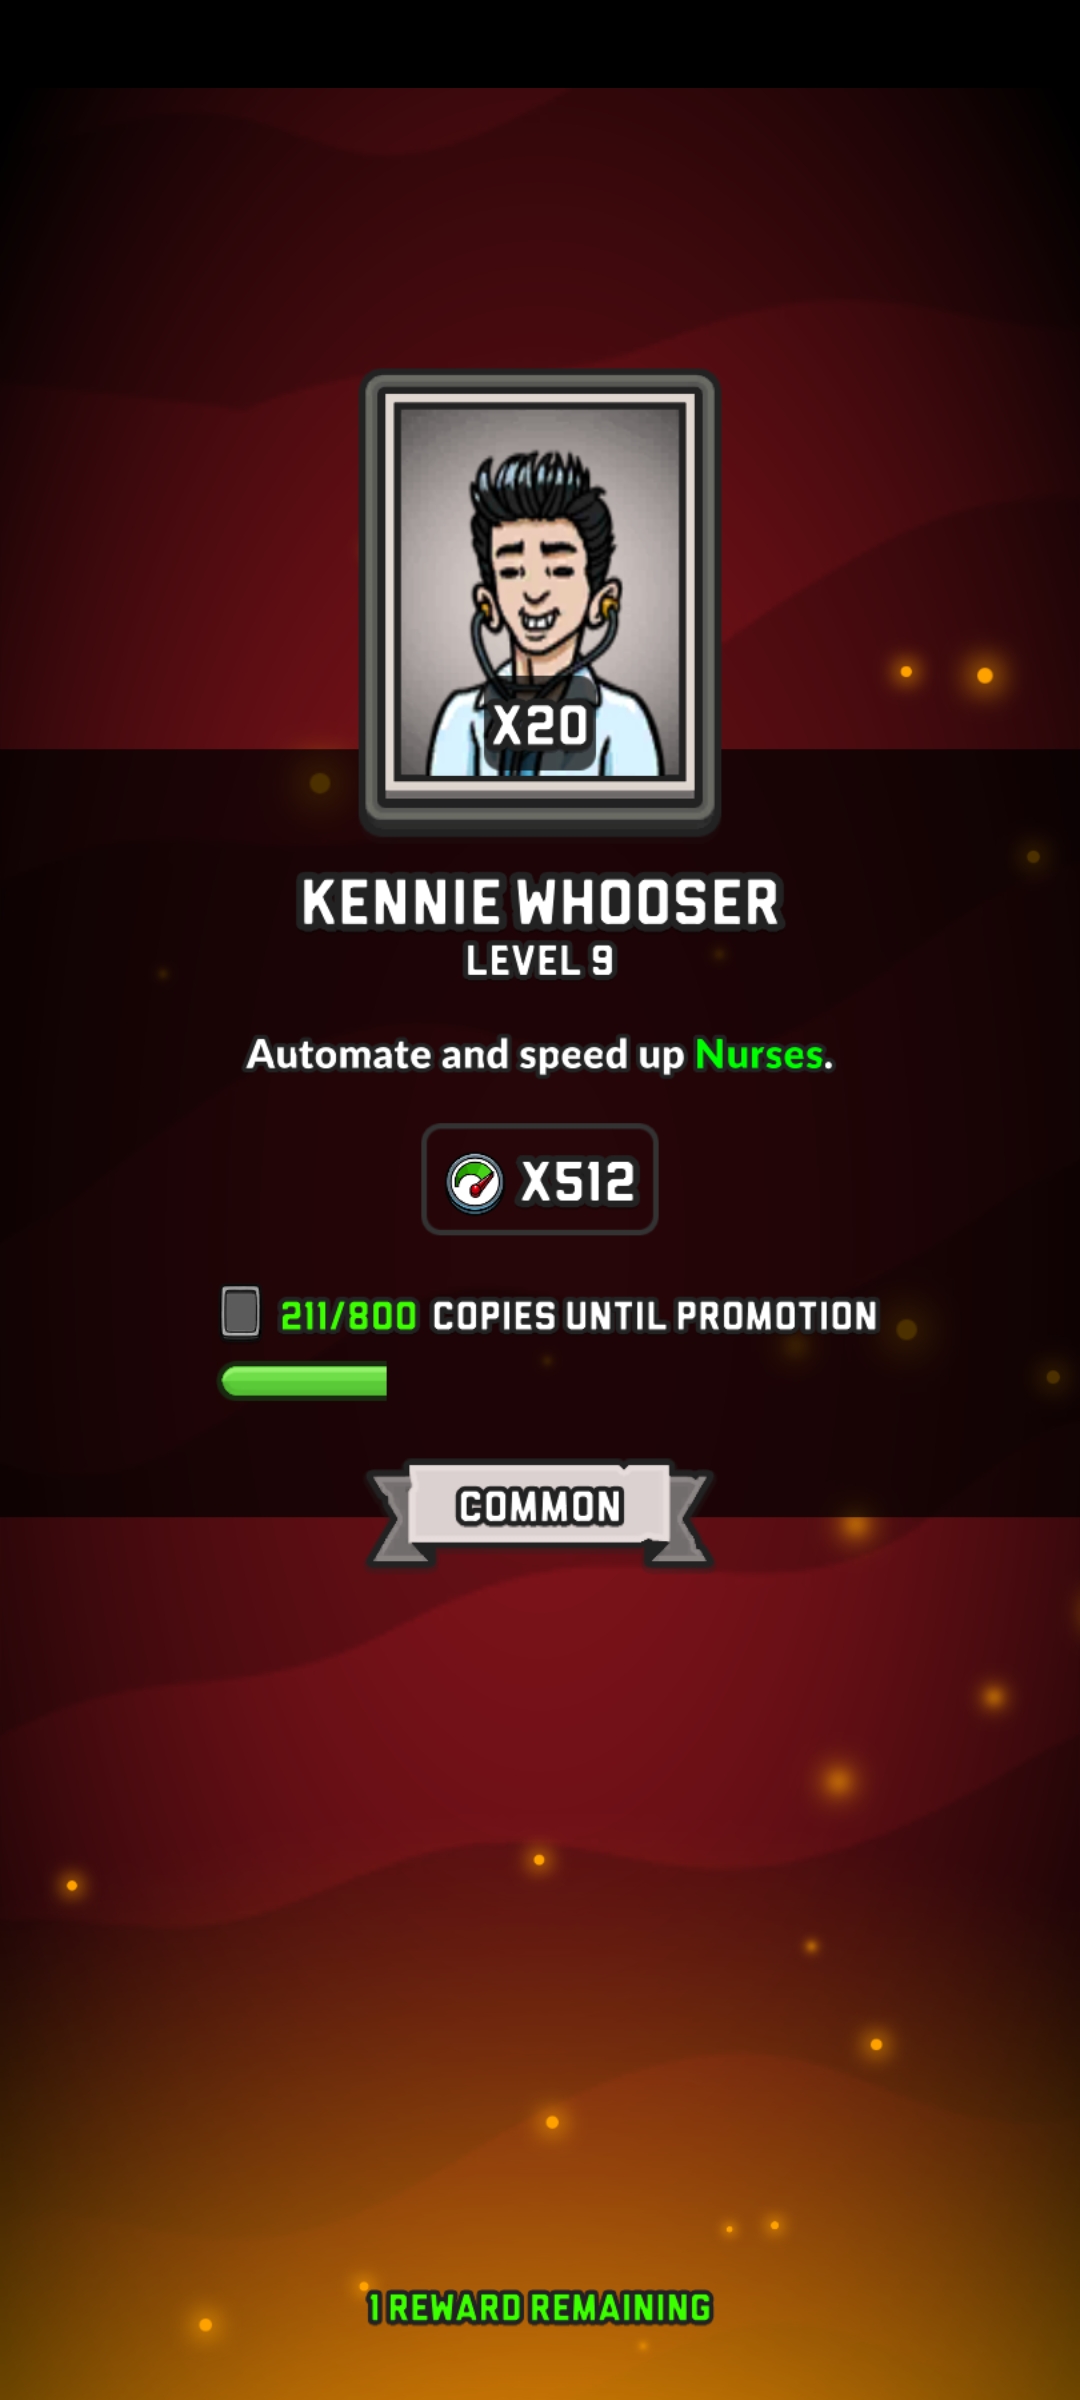 X20
KENNIE WHOOSER
LEVEL 9
Automate and speed up Nurses.
X512
211/800 COPIES UNTIL PROMOTION
COMMON
1 REWARD REMAINING